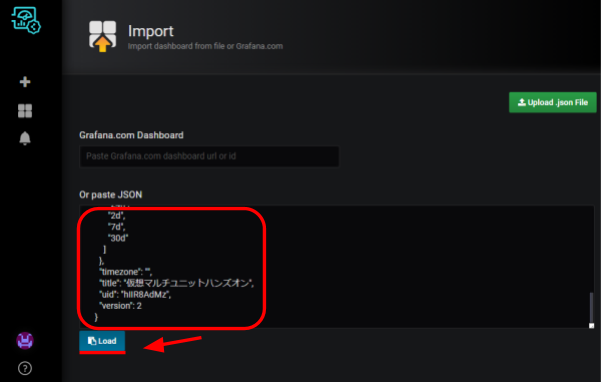 Import
Import dashboard from file or Grafana.com
Upload .json File
Grafana.com Dashboard
Paste Grafana.com dashboard url or id
Or paste JSON
"2d",
"7d",
"30d"
]
},
"timezone": "",
"title": "仮想マルチユニットハンズオン",
"uid": "hIIR8AdMz",
"version": 2
}
Load
?